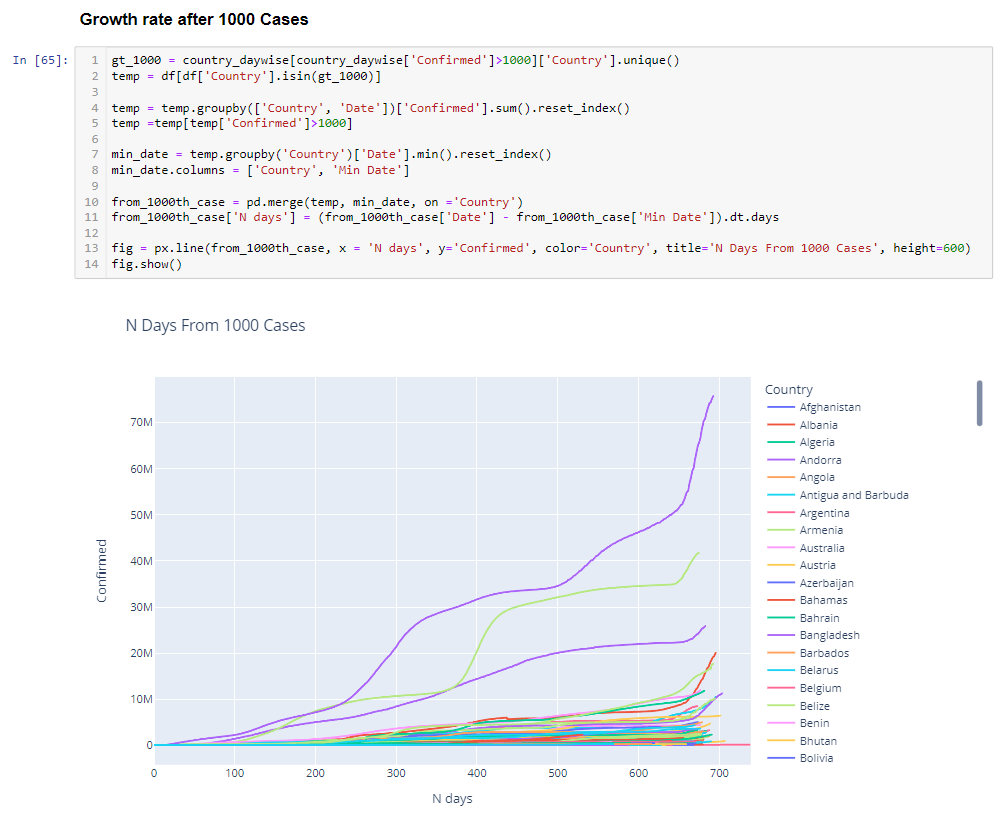 Growth rate after 1000 Cases
In [65]:
1 gt_1000 = country_daywise[country_daywise['Confirmed']>1000]['Country'].unique()
2 temp = df[df['Country'].isin(gt_1000)]
3
4 temp = temp.groupby(['Country', 'Date'])['Confirmed'].sum().reset_index()
5 temp =temp[temp['Confirmed']>1000]
6
7 min_date = temp.groupby('Country')['Date'].min().reset_index()
8 min_date.columns = ['Country', 'Min Date']
9
10 from_1000th_case = pd.merge(temp, min_date, on ='Country')
11 from_1000th_case['N days'] = (from_1000th_case['Date'] - from_1000th_case['Min Date']).dt.days
12
13 fig = px.line(from_1000th_case, x = 'N days', y='Confirmed', color='Country', title='N Days From 1000 Cases', height=600)
14 fig.show()
N Days From 1000 Cases
Confirmed
70M
60M
50M
40M
30M
20M
10M
0
0 100 200 300 400 500 600 700
N days
Country
Afghanistan
Albania
Algeria
Andorra
Angola
Antigua and Barbuda
Argentina
Armenia
Australia
Austria
Azerbaijan
Bahamas
Bahrain
Bangladesh
Barbados
Belarus
Belgium
Belize
Benin
Bhutan
Bolivia